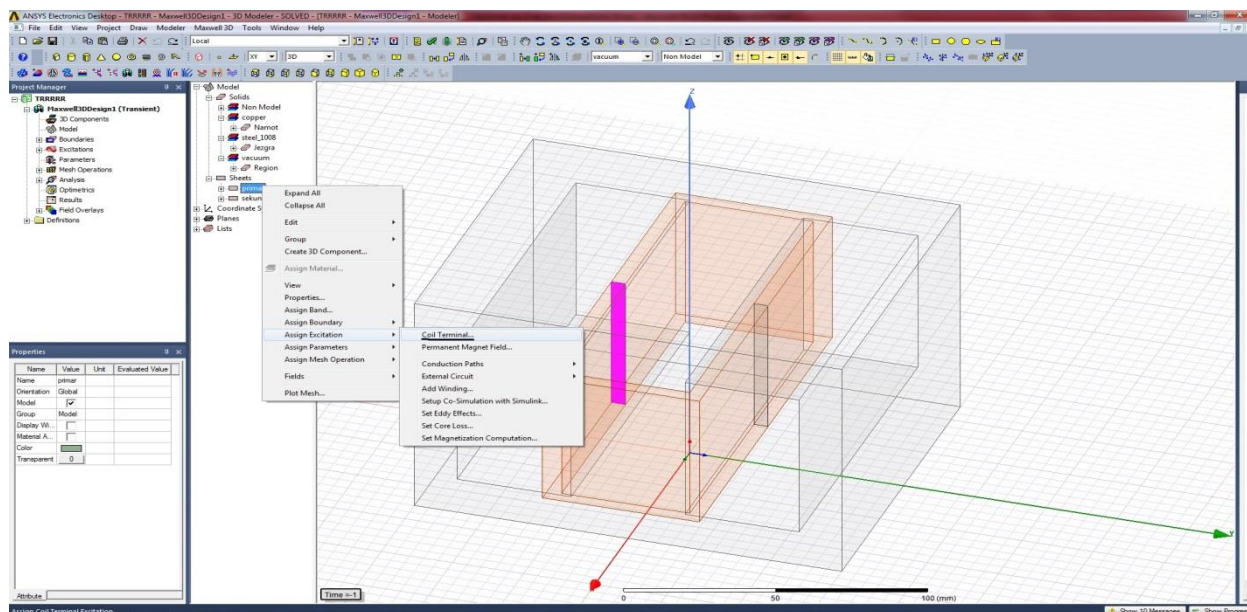 ANSYS Electronics Desktop - TRRRRR - Maxwell3DDesign1 - 3D Modeler - SOLVED - [TRRRRR - Maxwell3DDesign1 - Modeler]
File Edit View Project Draw Modeler Maxwell 3D Tools Window Help
Local
XY
3D
vacuum
Non Model
Project Manager
TRRRRR
Maxwell3DDesign1 (Transient)
3D Components
Model
Boundaries
Excitations
Parameters
Mesh Operations
Analysis
Optimetrics
Results
Field Overlays
Definitions
Model
Solids
Non Model
copper
Namot
steel_1008
Jezgra
vacuum
Region
Sheets
primar
sekun
Coordinate S
Planes
Lists
Expand All
Collapse All
Edit
Group
Create 3D Component...
Assign Material...
View
Properties...
Assign Band...
Assign Boundary
Assign Excitation
Assign Parameters
Assign Mesh Operation
Fields
Plot Mesh...
Coil Terminal...
Permanent Magnet Field...
Conduction Paths
External Circuit
Add Winding...
Setup Co-Simulation with Simulink...
Set Eddy Effects...
Set Core Loss...
Set Magnetization Computation...
Properties
Name Value Unit Evaluated Value
Name primar
Orientation Global
Model
Group Model
Display Wi...
Material A...
Color
Transparent 0
Attribute
Z
Y
Time =-1
0 50 100 (mm)
Assign Coil Terminal Excitation
Show 10 Messages
Show Progre